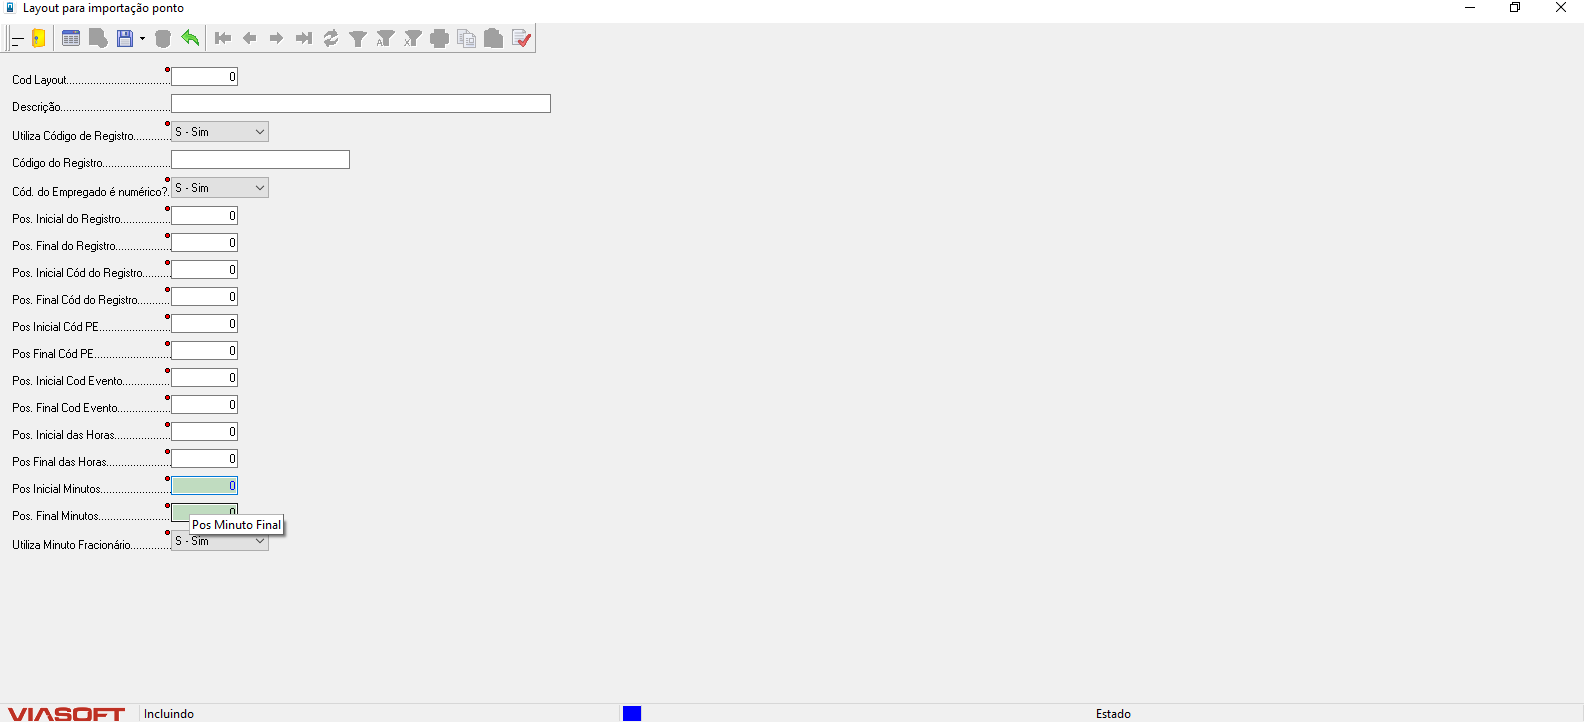 Layout para importação ponto
Cod Layout............................ 0
Descrição............................
Utiliza Código de Registro............ S - Sim
Código do Registro............................
Cód. do Empregado é numérico?. S - Sim
Pos. Inicial do Registro................. 0
Pos. Final do Registro.................. 0
Pos. Inicial Cód do Registro......... 0
Pos. Final Cód do Registro........... 0
Pos Inicial Cód PE........................ 0
Pos Final Cód PE.......................... 0
Pos. Inicial Cod Evento................ 0
Pos. Final Cod Evento.................. 0
Pos. Inicial das Horas................... 0
Pos Final das Horas...................... 0
Pos Inicial Minutos........................ 0
Pos. Final Minutos........................ 0
Pos Minuto Final
Utiliza Minuto Fracionário............. S - Sim
VIASOFT Incluindo Estado